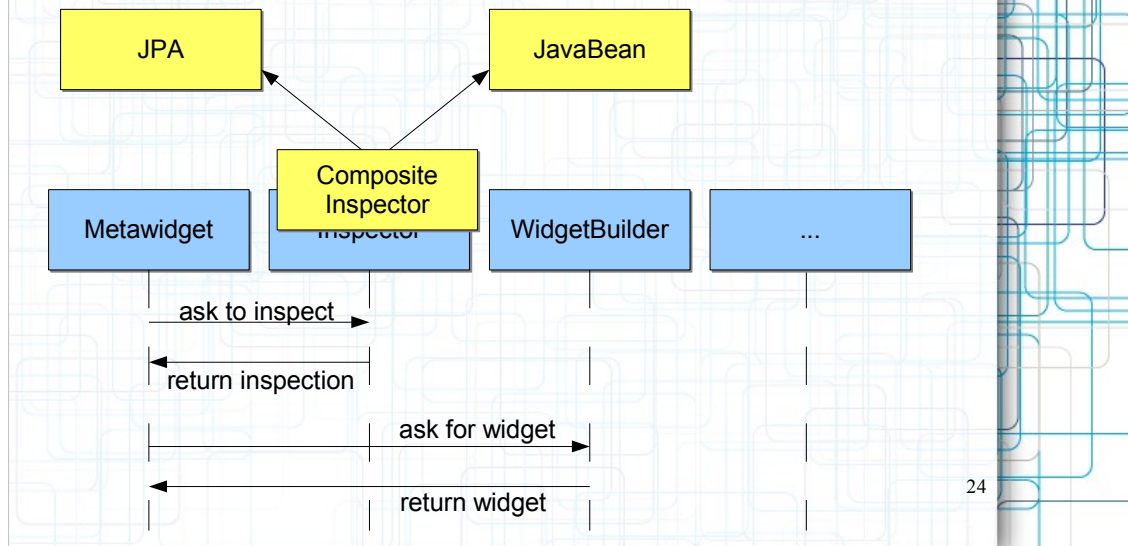 JPA
JavaBean
Composite
Inspector
Metawidget
Inspector
WidgetBuilder
...
ask to inspect
return inspection
ask for widget
return widget
24